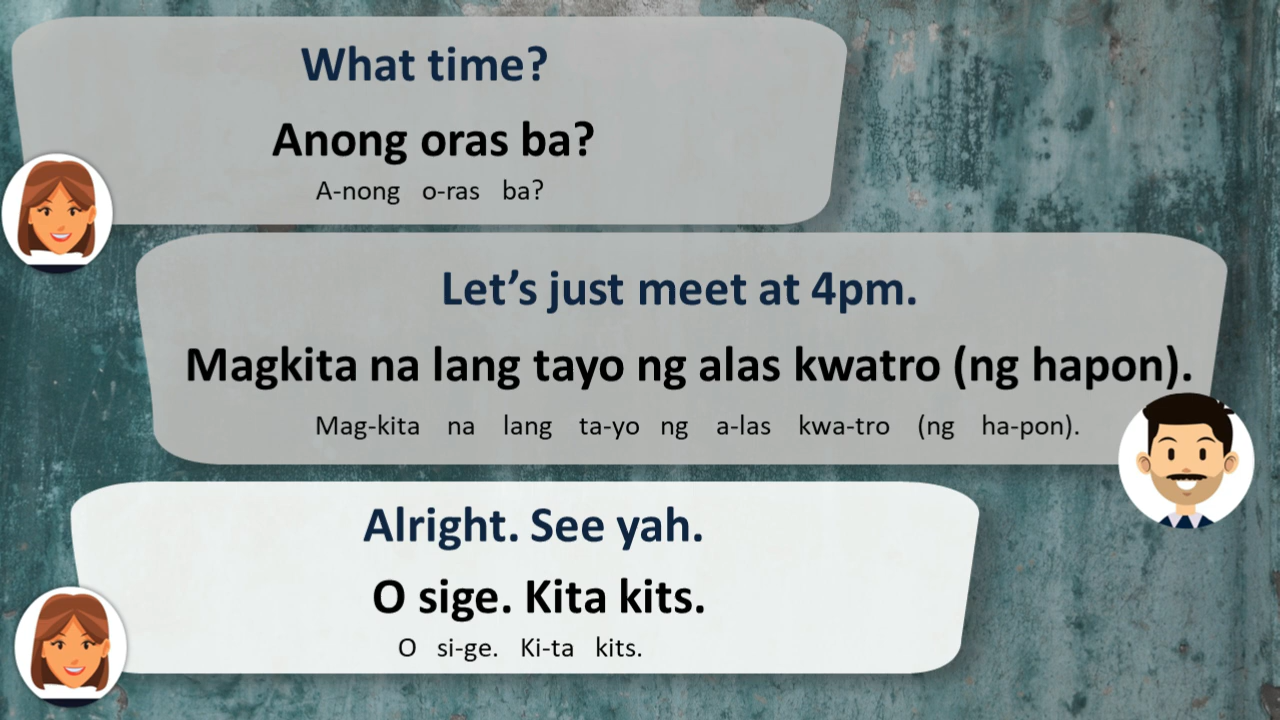 What time?
Anong oras ba?
A-nong o-ras ba?
Let’s just meet at 4pm.
Magkita na lang tayo ng alas kwatro (ng hapon).
Mag-kita na lang ta-yo ng a-las kwa-tro (ng ha-pon).
Alright. See yah.
O sige. Kita kits.
O si-ge. Ki-ta kits.